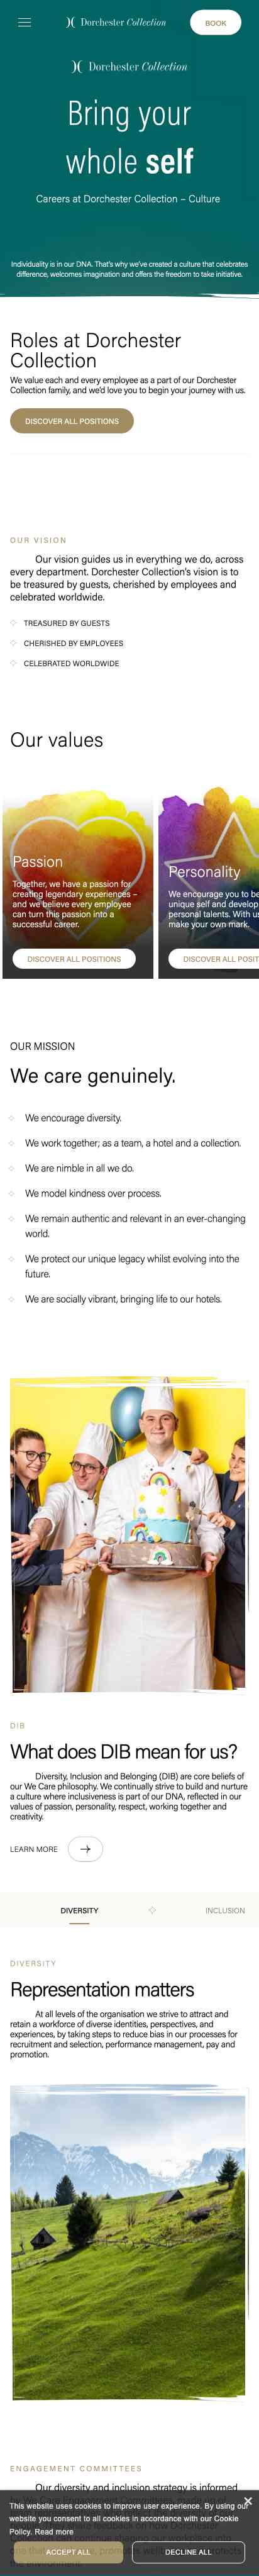 Dorchester Collection
BOOK
Dorchester Collection
Bring your
whole self
Careers at Dorchester Collection – Culture
Individuality is in our DNA. That's why we've created a culture that celebrates
difference, welcomes imagination and offers the freedom to take initiative.
Roles at Dorchester
Collection
We value each and every employee as a part of our Dorchester
Collection family, and we'd love you to begin your journey with us.
DISCOVER ALL POSITIONS
OUR VISION
Our vision guides us in everything we do, across
every department. Dorchester Collection's vision is to
be treasured by guests, cherished by employees and
celebrated worldwide.
TREASURED BY GUESTS
CHERISHED BY EMPLOYEES
CELEBRATED WORLDWIDE
Our values
Passion
Together, we have a passion for
creating legendary experiences –
and we believe every employee
can turn this passion into a
successful career.
DISCOVER ALL POSITIONS
Personality
We encourage you to be
unique self and develop
personal talents. With us
make your own mark.
DISCOVER ALL POSIT
OUR MISSION
We care genuinely.
We encourage diversity.
We work together; as a team, a hotel and a collection.
We are nimble in all we do.
We model kindness over process.
We remain authentic and relevant in an ever-changing
world.
We protect our unique legacy whilst evolving into the
future.
We are socially vibrant, bringing life to our hotels.
DIB
What does DIB mean for us?
Diversity, Inclusion and Belonging (DIB) are core beliefs of
our We Care philosophy. We continually strive to build and nurture
a culture where inclusiveness is part of our DNA, reflected in our
values of passion, personality, respect, working together and
creativity.
LEARN MORE
DIVERSITY
INCLUSION
DIVERSITY
Representation matters
At all levels of the organisation we strive to attract and
retain a workforce of diverse identities, perspectives, and
experiences, by taking steps to reduce bias in our processes for
recruitment and selection, performance management, pay and
promotion.
ENGAGEMENT COMMITTEES
Our diversity and inclusion strategy is informed
This website uses cookies to improve user experience. By using our
website you consent to all cookies in accordance with our Cookie
Policy. Read more
ACCEPT ALL
DECLINE ALL